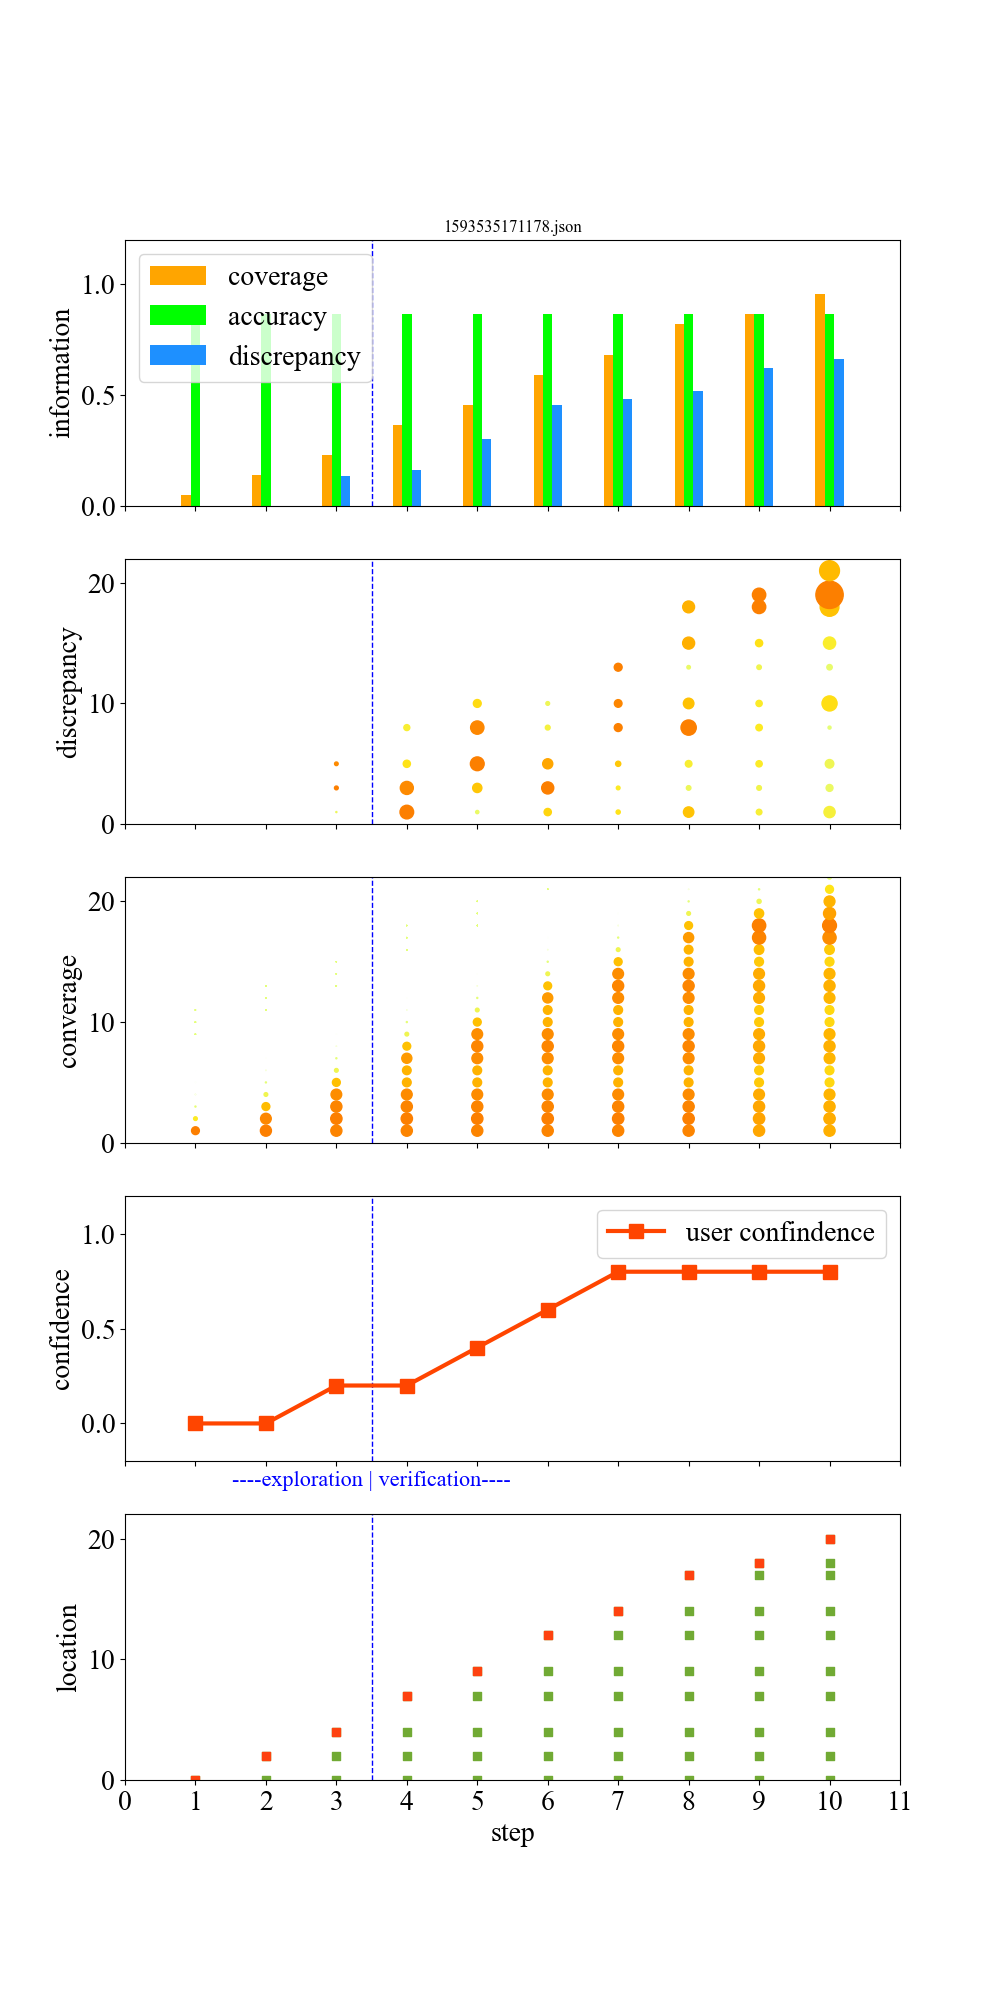 1593535171178.json
coverage
accuracy
discrepancy
information
1.0
0.5
0.0
discrepancy
20
10
0
converage
20
10
0
user confindence
confidence
1.0
0.5
0.0
----exploration | verification----
location
20
10
0
0 1 2 3 4 5 6 7 8 9 10 11
step